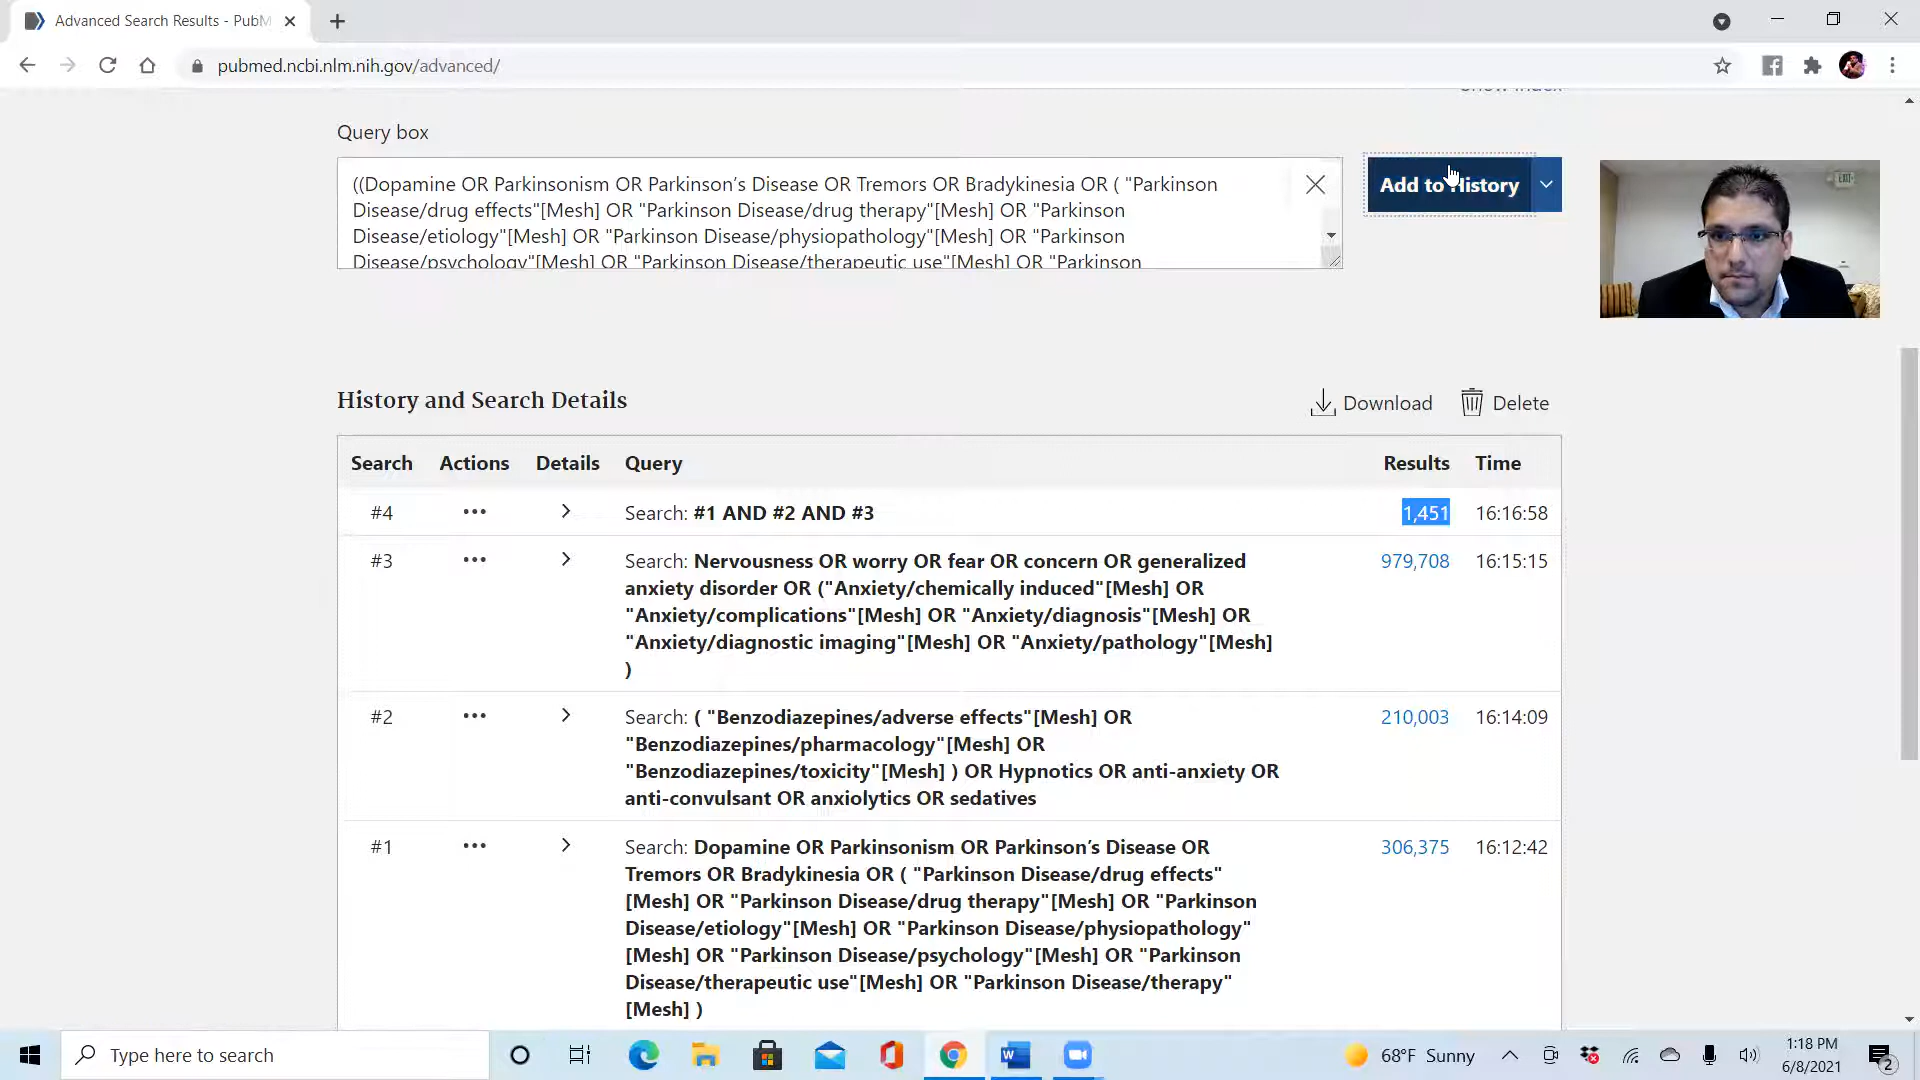 Advanced Search Results - PubM
pubmed.ncbi.nlm.nih.gov/advanced/
Query box
((Dopamine OR Parkinsonism OR Parkinson’s Disease OR Tremors OR Bradykinesia OR ( "Parkinson
Disease/drug effects"[Mesh] OR "Parkinson Disease/drug therapy"[Mesh] OR "Parkinson
Disease/etiology"[Mesh] OR "Parkinson Disease/physiopathology"[Mesh] OR "Parkinson
Disease/psychology"[Mesh] OR "Parkinson Disease/therapeutic use"[Mesh] OR "Parkinson
Add to History
EXIT
History and Search Details
Download Delete
Search Actions Details Query Results Time
#4 ••• Search: #1 AND #2 AND #3 1,451 16:16:58
#3 ••• Search: Nervousness OR worry OR fear OR concern OR generalized 979,708 16:15:15
anxiety disorder OR ("Anxiety/chemically induced"[Mesh] OR
"Anxiety/complications"[Mesh] OR "Anxiety/diagnosis"[Mesh] OR
"Anxiety/diagnostic imaging"[Mesh] OR "Anxiety/pathology"[Mesh]
)
#2 ••• Search: ( "Benzodiazepines/adverse effects"[Mesh] OR 210,003 16:14:09
"Benzodiazepines/pharmacology"[Mesh] OR
"Benzodiazepines/toxicity"[Mesh] ) OR Hypnotics OR anti-anxiety OR
anti-convulsant OR anxiolytics OR sedatives
#1 ••• Search: Dopamine OR Parkinsonism OR Parkinson’s Disease OR 306,375 16:12:42
Tremors OR Bradykinesia OR ( "Parkinson Disease/drug effects"
[Mesh] OR "Parkinson Disease/drug therapy"[Mesh] OR "Parkinson
Disease/etiology"[Mesh] OR "Parkinson Disease/physiopathology"
[Mesh] OR "Parkinson Disease/psychology"[Mesh] OR "Parkinson
Disease/therapeutic use"[Mesh] OR "Parkinson Disease/therapy"
[Mesh] )
Type here to search
68°F Sunny
1:18 PM
6/8/2021
2